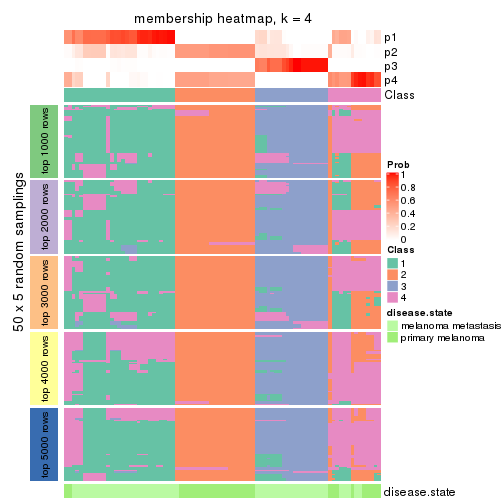 membership heatmap, k = 4
p1
p2
p3
p4
Class
50 x 5 random samplings
top 1000 rows
top 2000 rows
top 3000 rows
top 4000 rows
top 5000 rows
Prob
1
0.8
0.6
0.4
0.2
0
Class
1
2
3
4
disease.state
melanoma metastasis
primary melanoma
disease.state